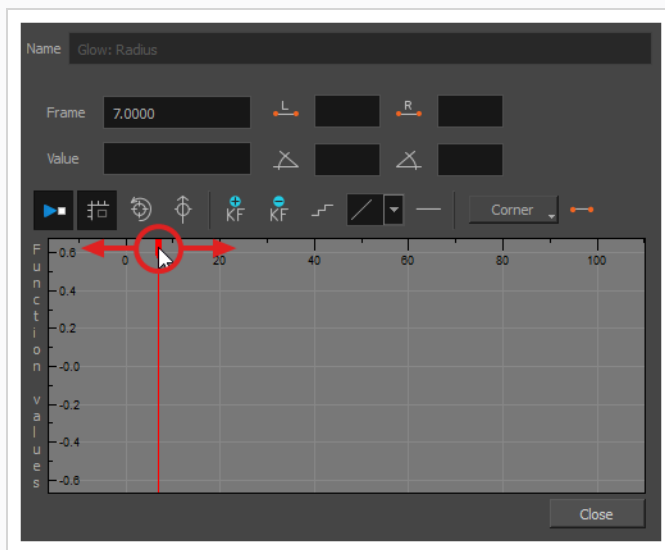 Name Glow: Radius
Frame 7.0000 L R
Value
KF KF Corner
0 20 40 60 80 100
Function values
-0.6
-0.4
-0.2
-0.0
-0.2
-0.4
-0.6
Close